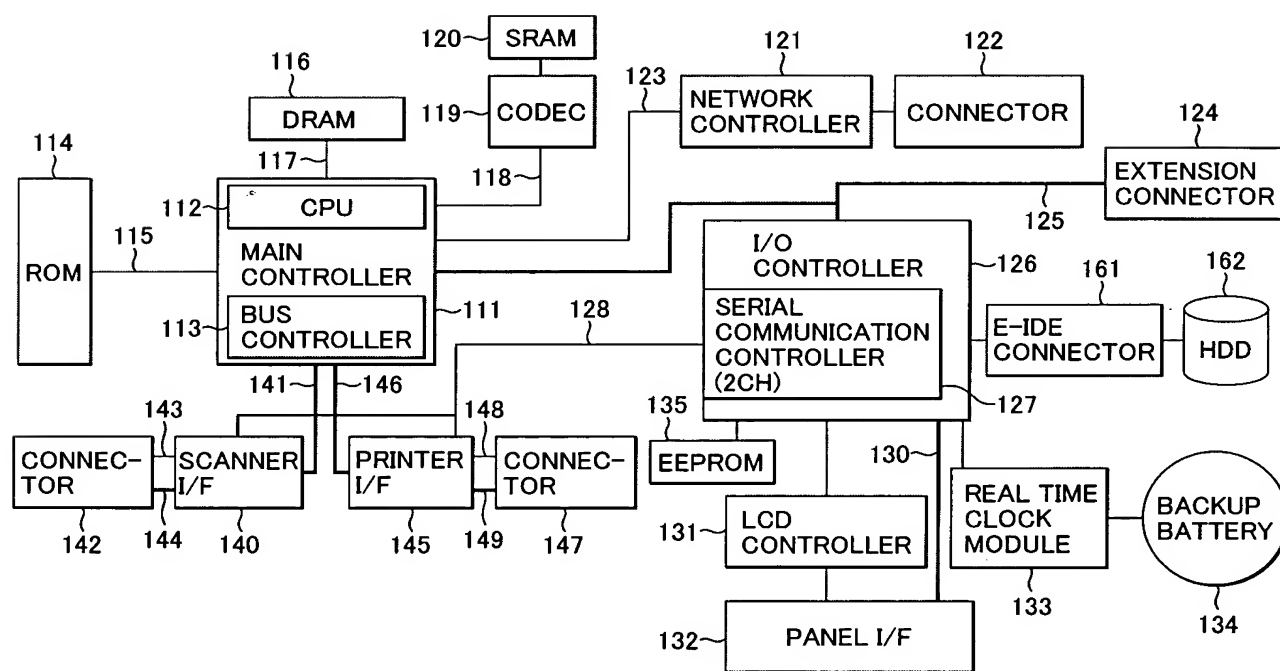 120
SRAM
121
122
116
123
119
CODEC
NETWORK
CONTROLLER
CONNECTOR
124
DRAM
114
117
118
EXTENSION
CONNECTOR
112
CPU
125
115
I/O
CONTROLLER
126
161
162
ROM
MAIN
CONTROLLER
113
BUS
CONTROLLER
111
128
SERIAL
COMMUNICATION
CONTROLLER
(2CH)
E-IDE
CONNECTOR
HDD
141
146
127
143
148
135
CONNEC-
TOR
SCANNER
I/F
PRINTER
I/F
CONNEC-
TOR
EEPROM
130
142
144
140
145
149
147
131
LCD
CONTROLLER
REAL TIME
CLOCK
MODULE
BACKUP
BATTERY
133
134
132
PANEL I/F